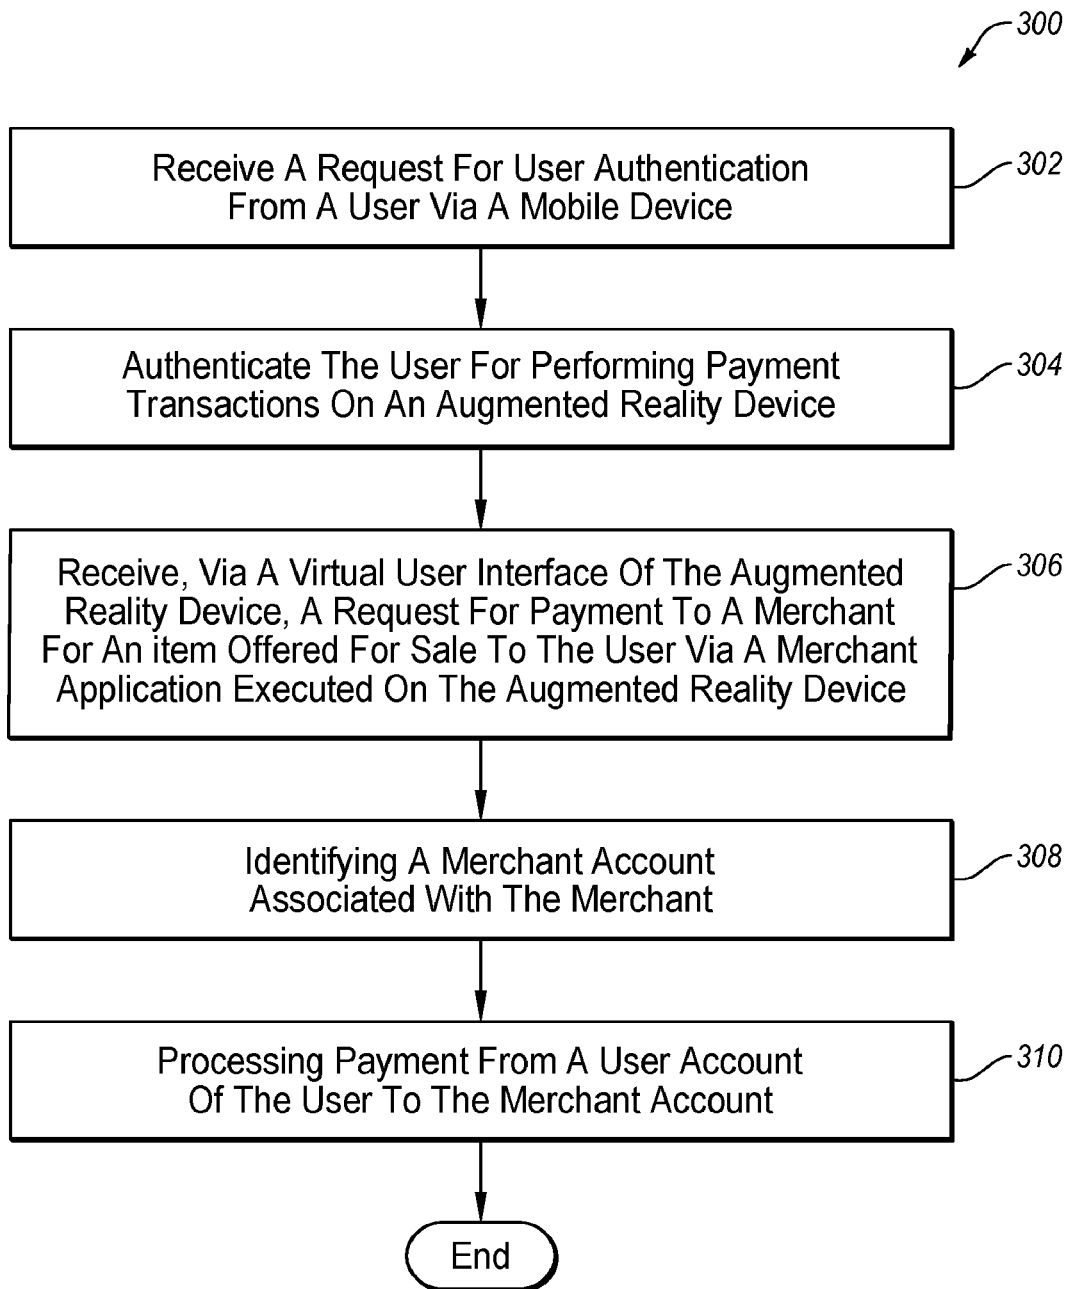 300
Receive A Request For User Authentication
From A User Via A Mobile Device
302
Authenticate The User For Performing Payment
Transactions On An Augmented Reality Device
304
Receive, Via A Virtual User Interface Of The Augmented
Reality Device, A Request For Payment To A Merchant
For An item Offered For Sale To The User Via A Merchant
Application Executed On The Augmented Reality Device
306
Identifying A Merchant Account
Associated With The Merchant
308
Processing Payment From A User Account
Of The User To The Merchant Account
310
End